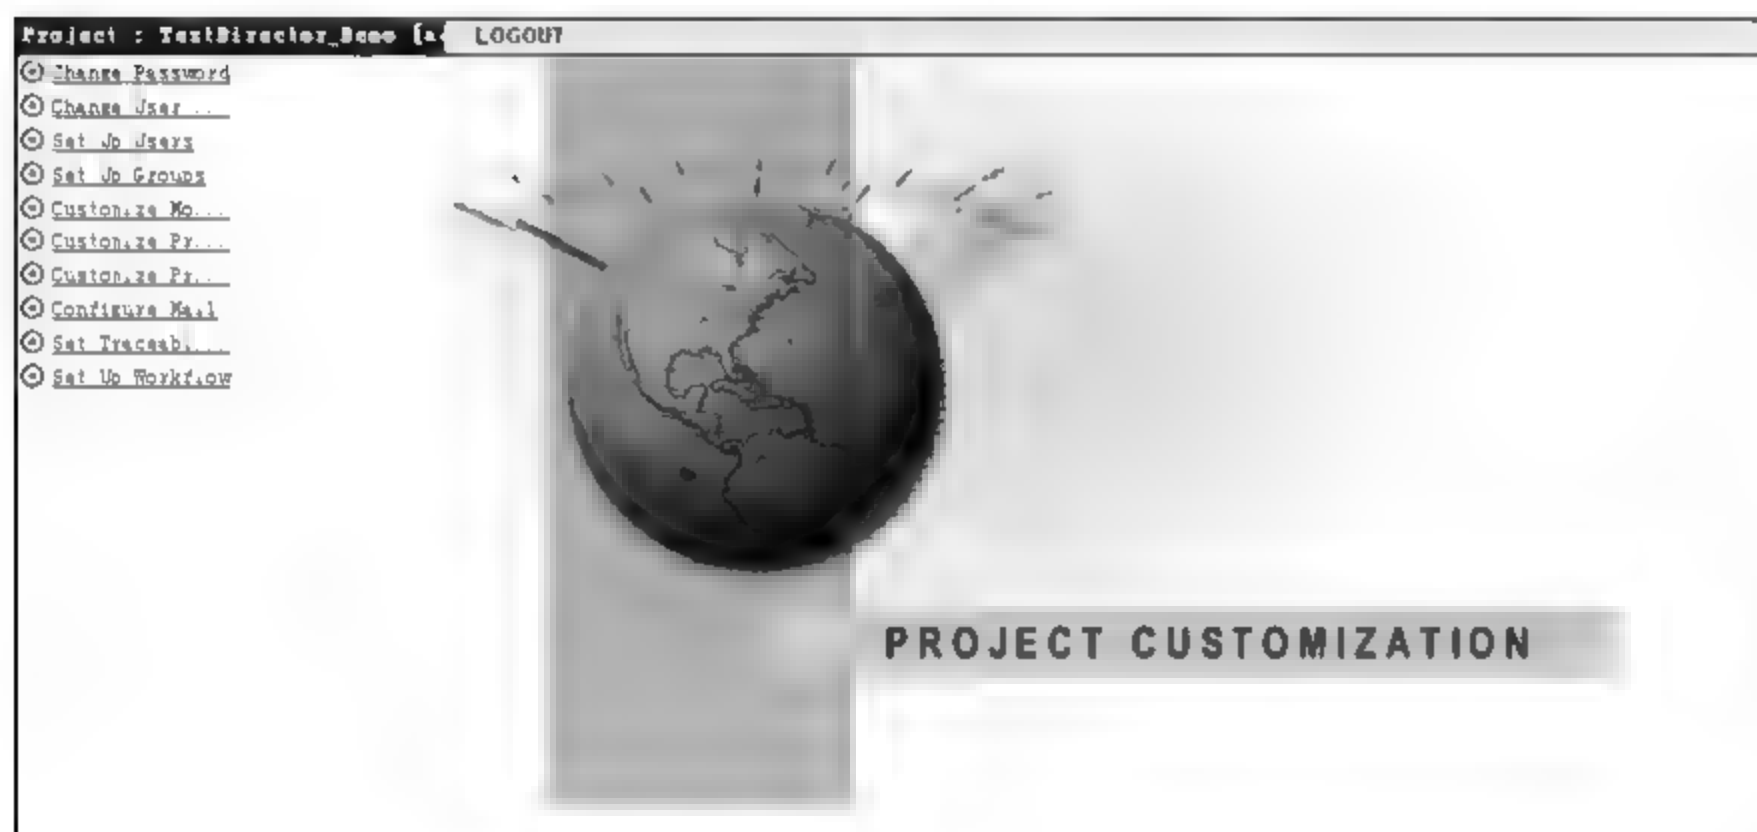 Project : TestDirector_Demo (a
LOGOUT
Change Password
Change User ...
Set Up Users
Set Up Groups
Customize Mo...
Customize Pr...
Customize Pr...
Configure Mail
Set Traceabi...
Set Up Workflow
PROJECT CUSTOMIZATION